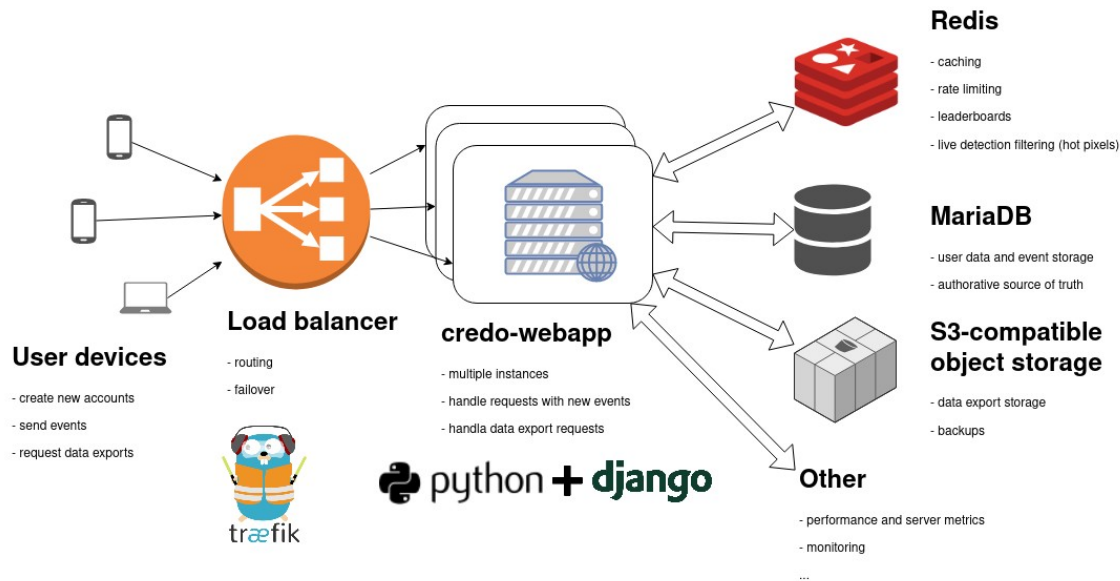 User devices
- create new accounts
- send events
- request data exports
Load balancer
- routing
- failover
træfik
credo-webapp
- multiple instances
- handle requests with new events
- handla data export requests
python + django
Redis
- caching
- rate limiting
- leaderboards
- live detection filtering (hot pixels)
MariaDB
- user data and event storage
- authorative source of truth
S3-compatible
object storage
- data export storage
- backups
Other
- performance and server metrics
- monitoring
...